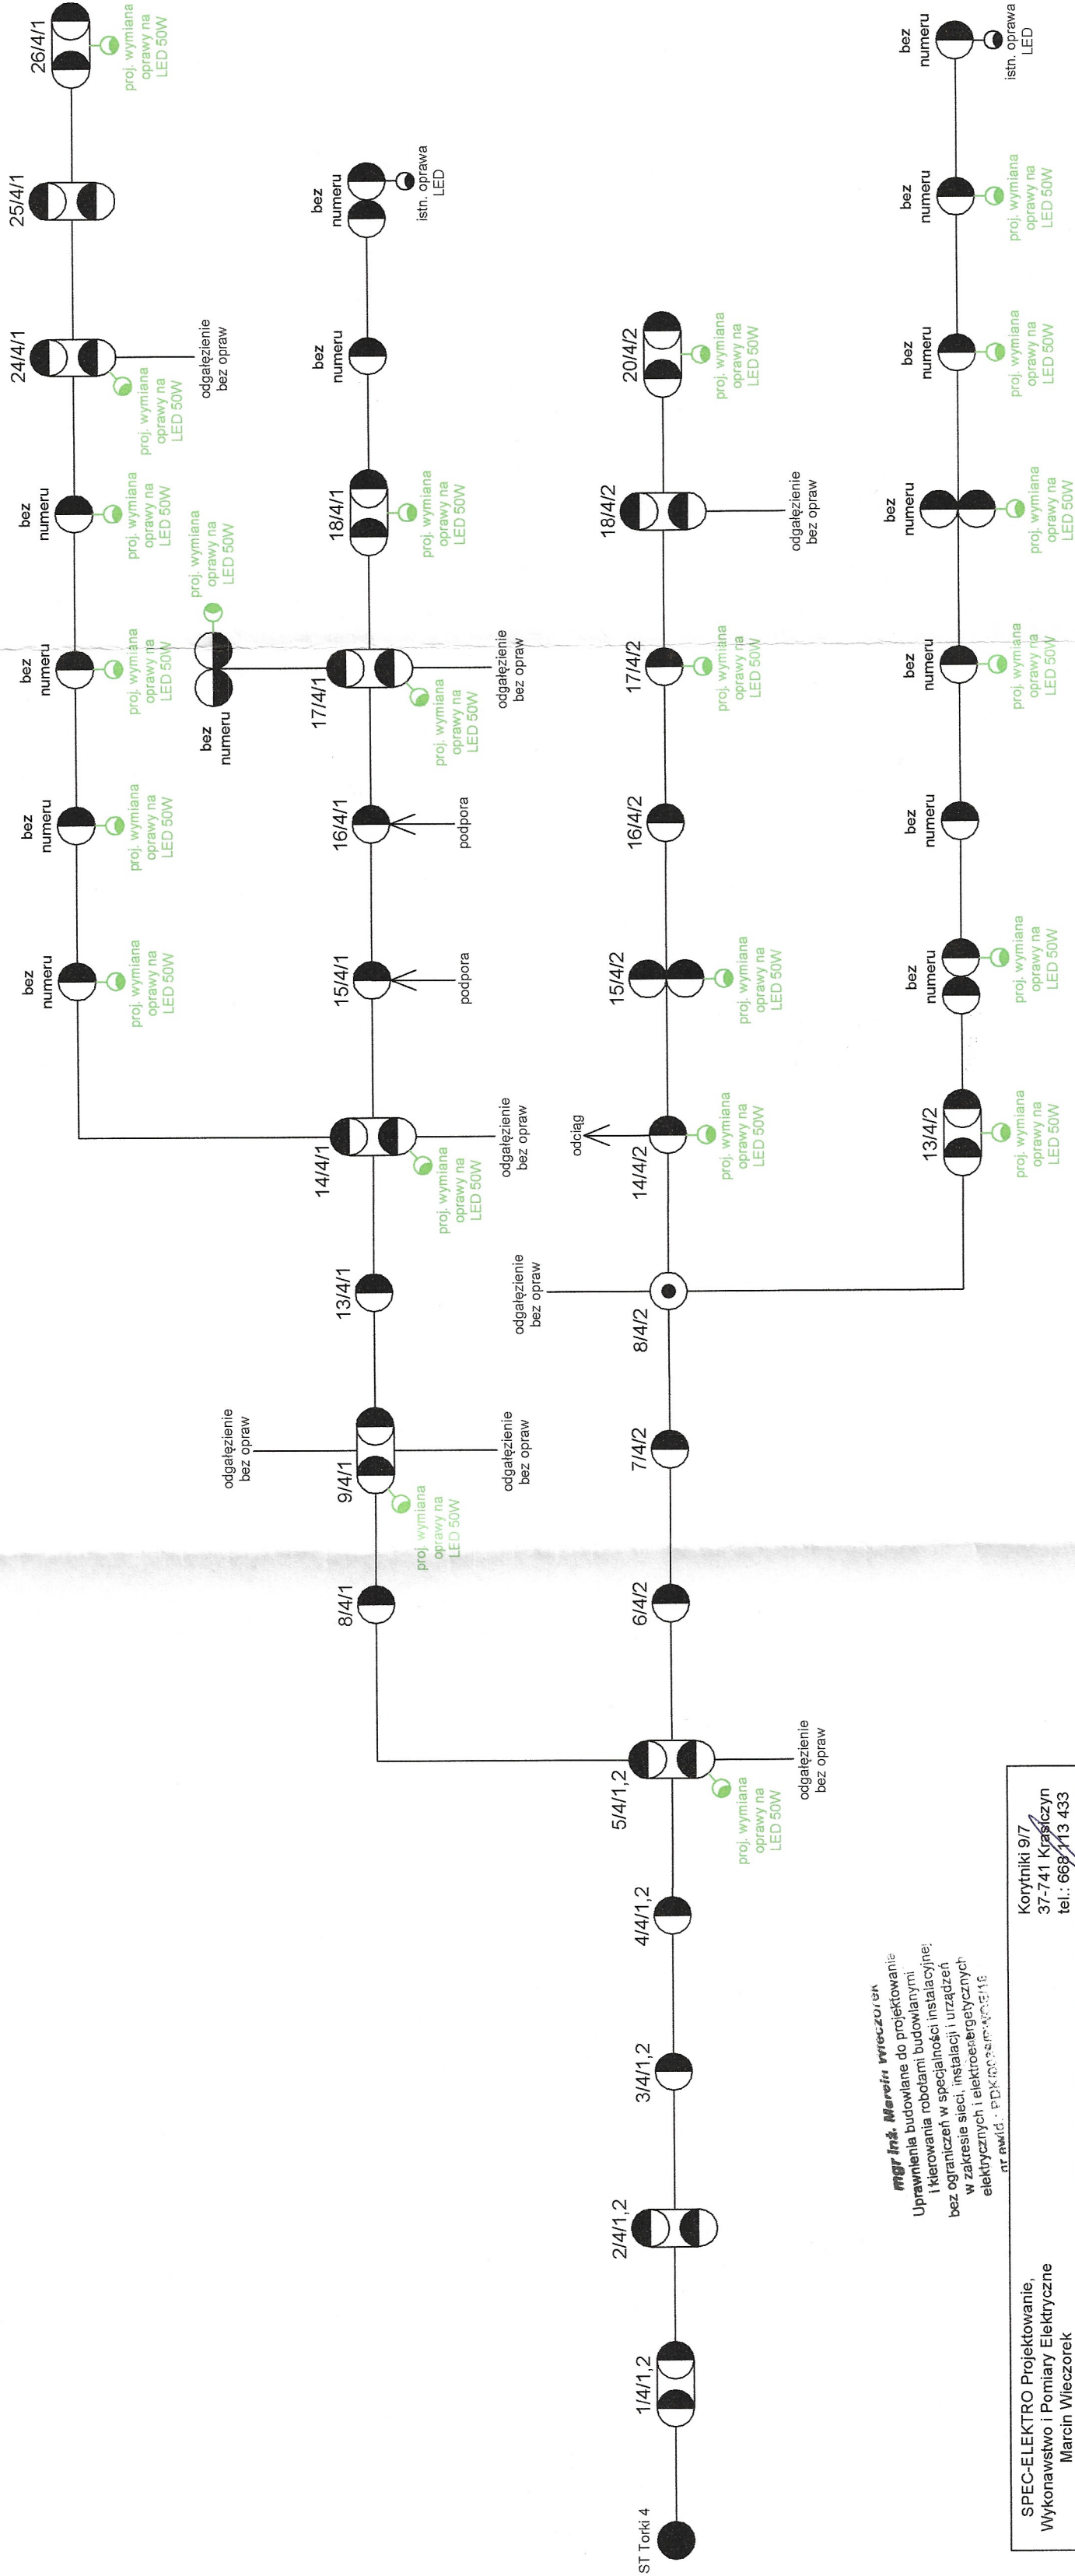 26/4/1
proj. wymiana
oprawy na
LED 50W
25/4/1
24/4/1
proj. wymiana
oprawy na
LED 50W
odgałęzienie
bez opraw
bez
numeru
proj. wymiana
oprawy na
LED 50W
bez
numeru
proj. wymiana
oprawy na
LED 50W
bez
numeru
proj. wymiana
oprawy na
LED 50W
bez
numeru
proj. wymiana
oprawy na
LED 50W
bez
numeru
istn. oprawa
LED
bez
numeru
18/4/1
proj. wymiana
oprawy na
LED 50W
bez
numeru
proj. wymiana
oprawy na
LED 50W
17/4/1
proj. wymiana
oprawy na
LED 50W
odgałęzienie
bez opraw
16/4/1
podpora
15/4/1
podpora
14/4/1
proj. wymiana
oprawy na
LED 50W
odgałęzienie
bez opraw
13/4/1
odgałęzienie
bez opraw
9/4/1
proj. wymiana
oprawy na
LED 50W
odgałęzienie
bez opraw
8/4/1
20/4/2
proj. wymiana
oprawy na
LED 50W
18/4/2
odgałęzienie
bez opraw
17/4/2
proj. wymiana
oprawy na
LED 50W
16/4/2
15/4/2
proj. wymiana
oprawy na
LED 50W
odciąg
14/4/2
proj. wymiana
oprawy na
LED 50W
odgałęzienie
bez opraw
8/4/2
7/4/2
6/4/2
5/4/1,2
proj. wymiana
oprawy na
LED 50W
odgałęzienie
bez opraw
4/4/1,2
3/4/1,2
2/4/1,2
1/4/1,2
ST Torki 4
bez
numeru
istn. oprawa
LED
bez
numeru
proj. wymiana
oprawy na
LED 50W
bez
numeru
proj. wymiana
oprawy na
LED 50W
bez
numeru
proj. wymiana
oprawy na
LED 50W
bez
numeru
proj. wymiana
oprawy na
LED 50W
bez
numeru
bez
numeru
proj. wymiana
oprawy na
LED 50W
13/4/2
proj. wymiana
oprawy na
LED 50W
mgr inż. Marcin Wieczorek
Uprawnienia budowlane do projektowania
i kierowania robotami budowlanymi
bez ograniczeń w specjalności instalacyjnej
w zakresie sieci, instalacji i urządzeń
elektrycznych i elektroenergetycznych
nr ewid.:
SPEC-ELEKTRO Projektowanie,
Wykonawstwo i Pomiary Elektryczne
Marcin Wieczorek
Korytniki 9/7
37-741 Krasiczyn
tel.: 668 113 433